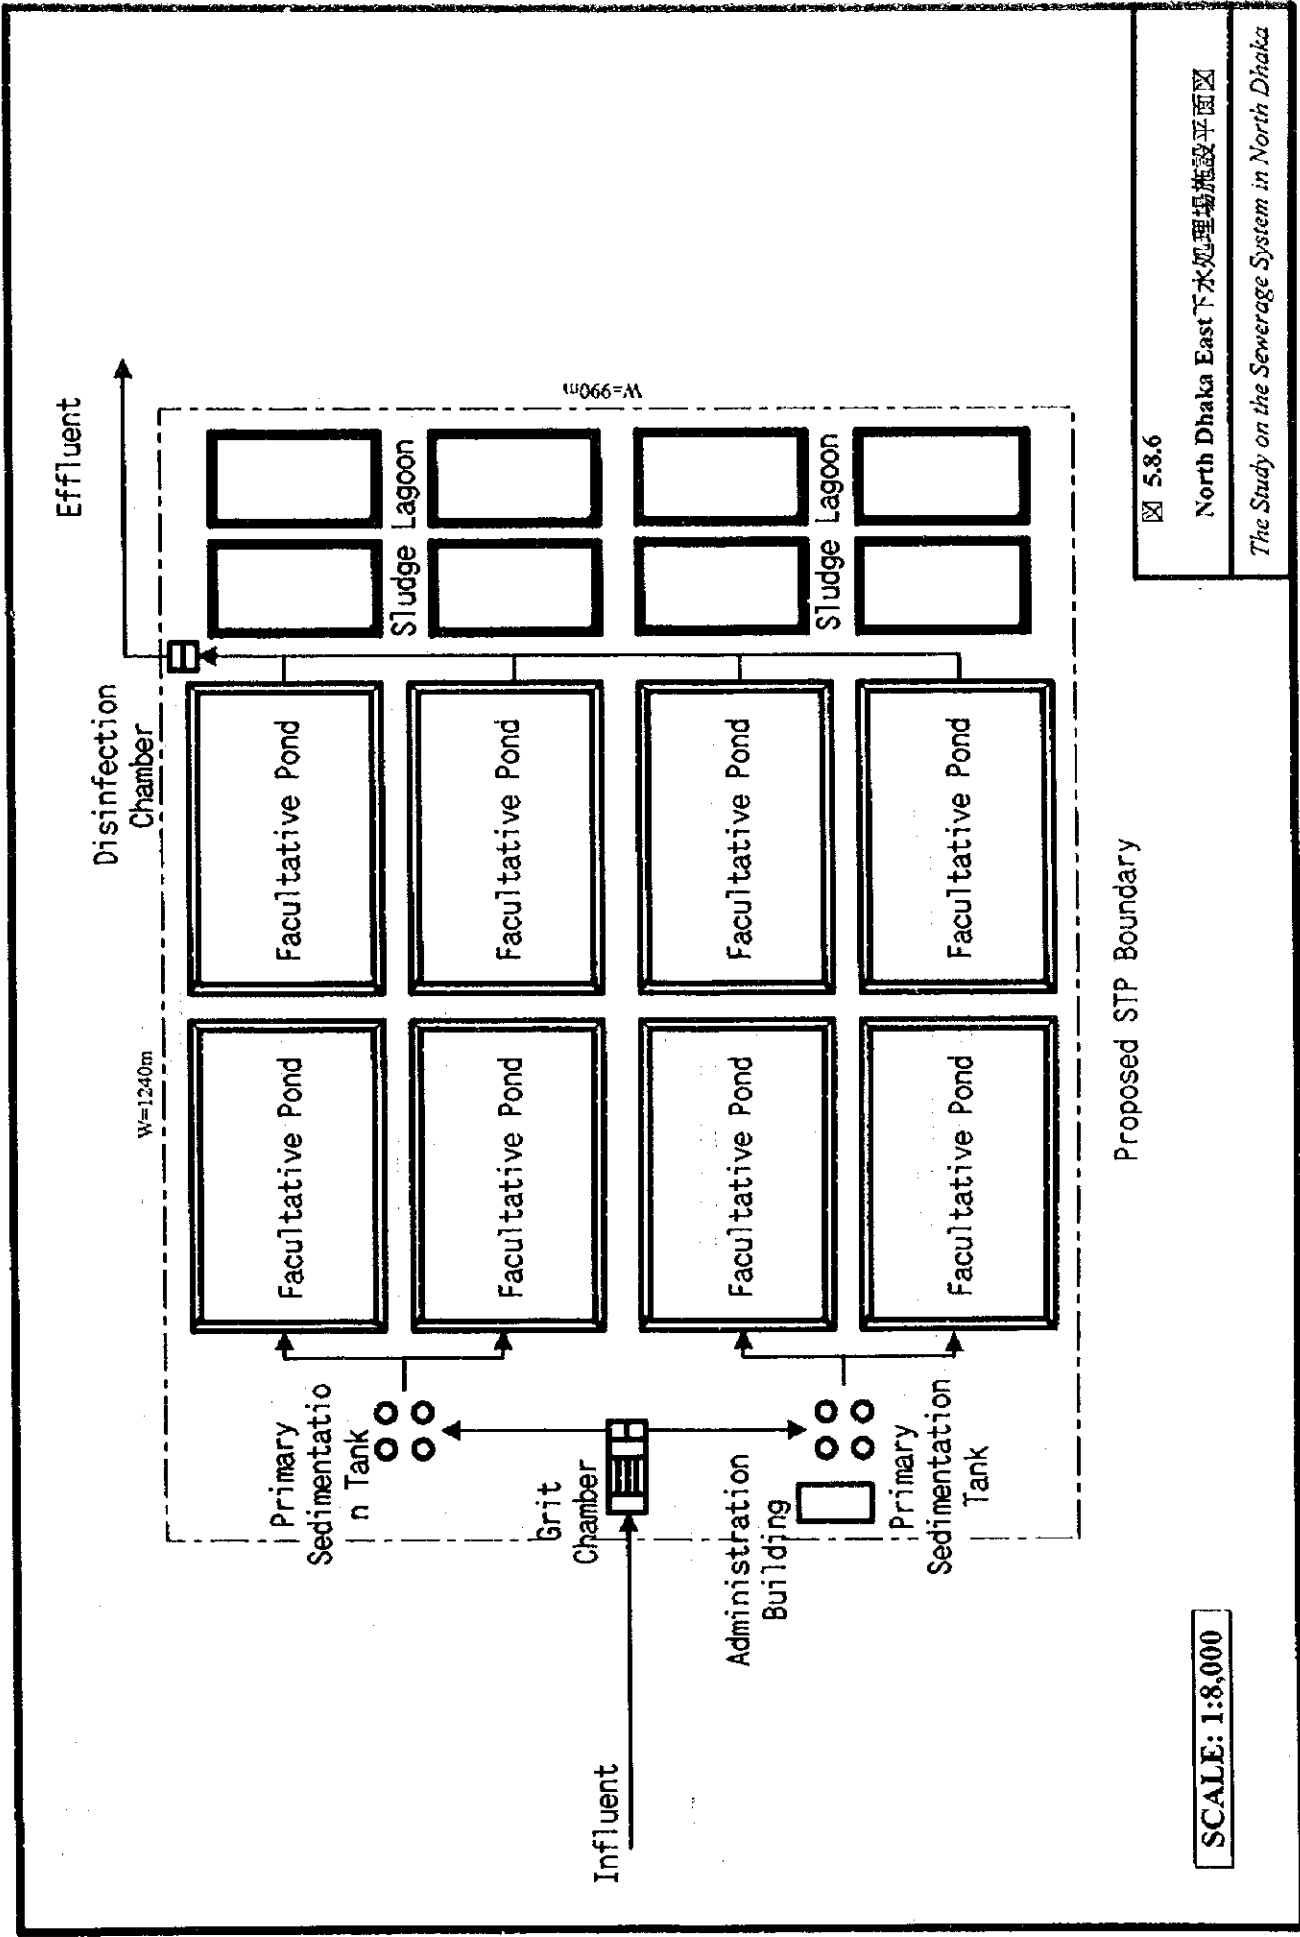 Effluent
Disinfection
Chamber
W=1240m
W=990m
Primary
Sedimentatio
n Tank
Facultative Pond
Facultative Pond
Sludge Lagoon
Facultative Pond
Facultative Pond
Influent
Grit
Chamber
Facultative Pond
Facultative Pond
Administration
Building
Sludge Lagoon
Primary
Sedimentation
Tank
Facultative Pond
Facultative Pond
Proposed STP Boundary
SCALE: 1:8,000
図 5.8.6
North Dhaka East下水処理場施設平面図
The Study on the Sewerage System in North Dhaka